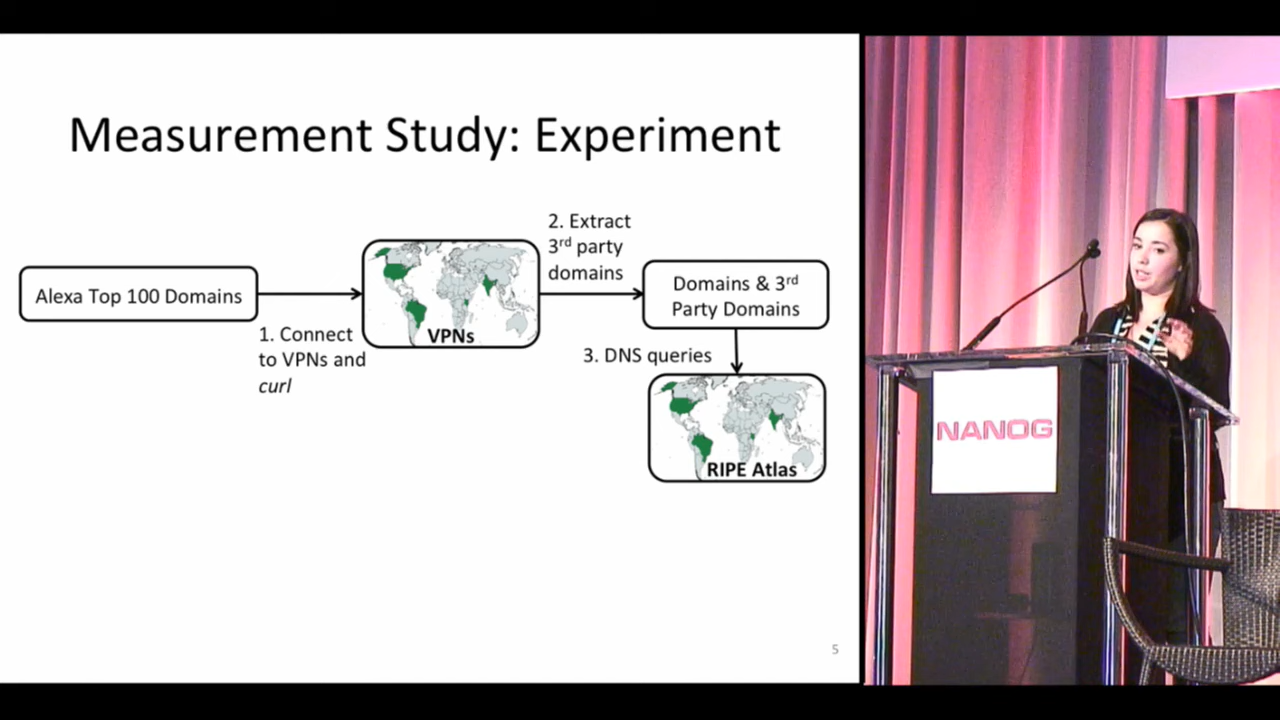 Measurement Study: Experiment
Alexa Top 100 Domains
1. Connect
to VPNs and
curl
VPNs
2. Extract
3rd party
domains
Domains & 3rd
Party Domains
3. DNS queries
RIPE Atlas
5
NANOG